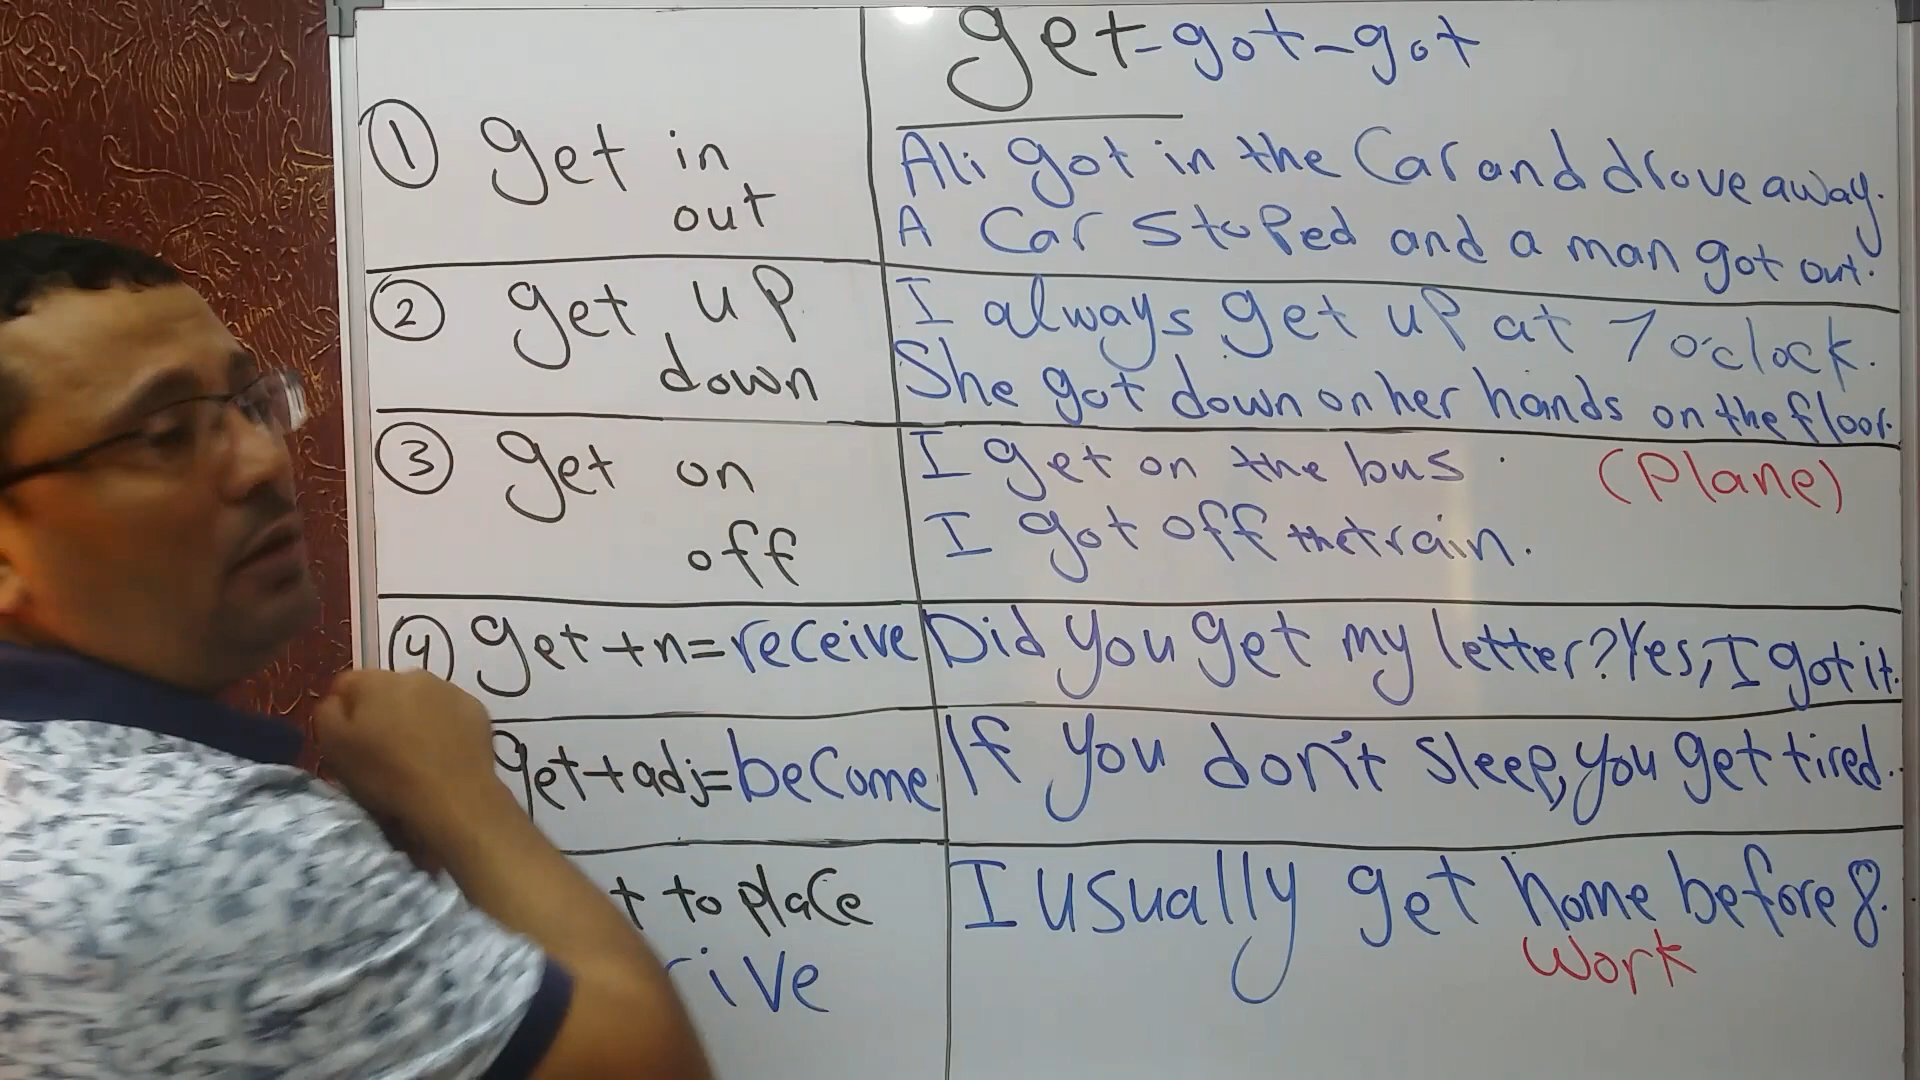 get-got-got
① get in
out
Ali got in the Car and drove away.
A Car stoped and a man got out.
② get up
down
I always get up at 7 o'clock.
She got down on her hands on the floor.
③ get on
off
I get on the bus. (Plane)
I got off the train.
④ get+n=receive
Did you get my letter? Yes, I got it.
get+adj=become
If you don't sleep, you get tired.
to place
I usually get home before 8.
work